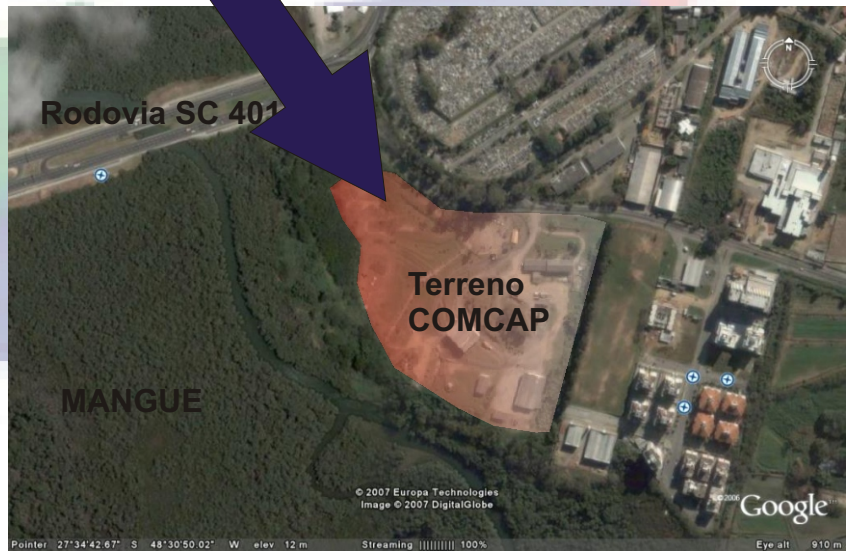 N
Rodovia SC 401
Terreno
COMCAP
MANGUE
© 2007 Europa Technologies
Image © 2007 DigitalGlobe
©2006 Google™
Pointer 27°34'42.67" S 48°30'50.02" W elev 12 m Streaming |||||||||| 100% Eye alt 910 m